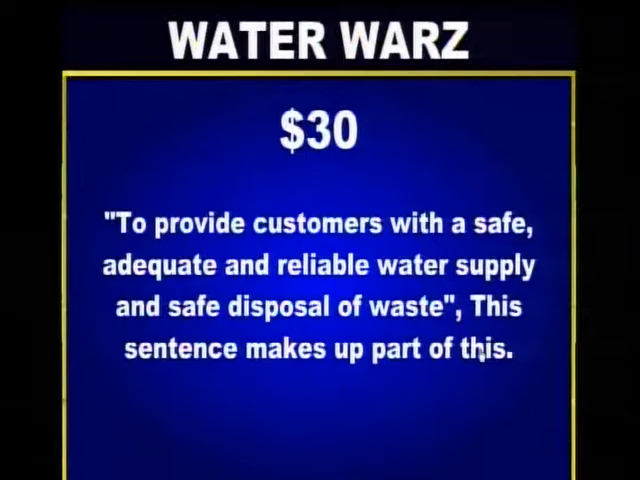 WATER WARZ
$30
"To provide customers with a safe,
adequate and reliable water supply
and safe disposal of waste", This
sentence makes up part of this.